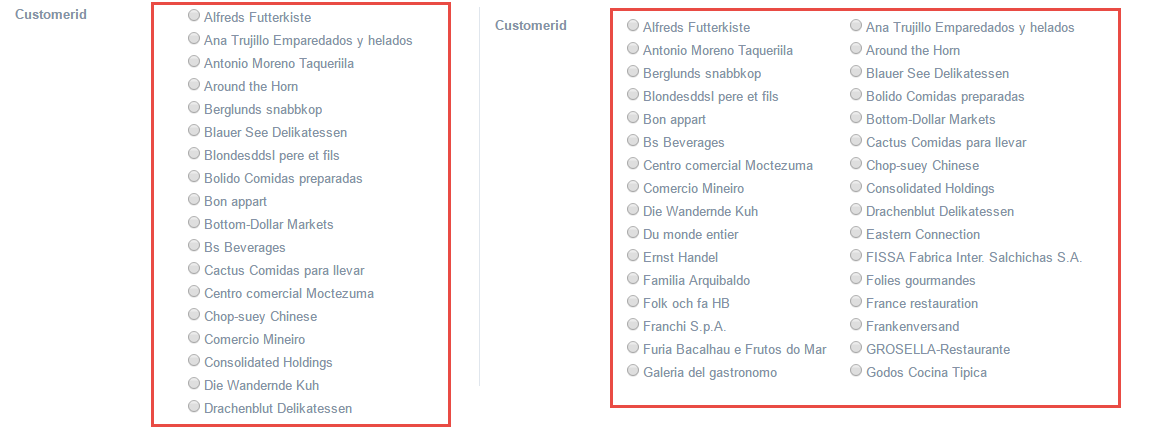 Customerid
Alfreds Futterkiste
Ana Trujillo Emparedados y helados
Antonio Moreno Taqueriila
Around the Horn
Berglunds snabbkop
Blauer See Delikatessen
Blondesddsl pere et fils
Bolido Comidas preparadas
Bon appart
Bottom-Dollar Markets
Bs Beverages
Cactus Comidas para llevar
Centro comercial Moctezuma
Chop-suey Chinese
Comercio Mineiro
Consolidated Holdings
Die Wandernde Kuh
Drachenblut Delikatessen
Customerid
Alfreds Futterkiste Ana Trujillo Emparedados y helados
Antonio Moreno Taqueriila Around the Horn
Berglunds snabbkop Blauer See Delikatessen
Blondesddsl pere et fils Bolido Comidas preparadas
Bon appart Bottom-Dollar Markets
Bs Beverages Cactus Comidas para llevar
Centro comercial Moctezuma Chop-suey Chinese
Comercio Mineiro Consolidated Holdings
Die Wandernde Kuh Drachenblut Delikatessen
Du monde entier Eastern Connection
Ernst Handel FISSA Fabrica Inter. Salchichas S.A.
Familia Arquibaldo Folies gourmandes
Folk och fa HB France restauration
Franchi S.p.A. Frankenversand
Furia Bacalhau e Frutos do Mar GROSELLA-Restaurante
Galeria del gastronomo Godos Cocina Tipica